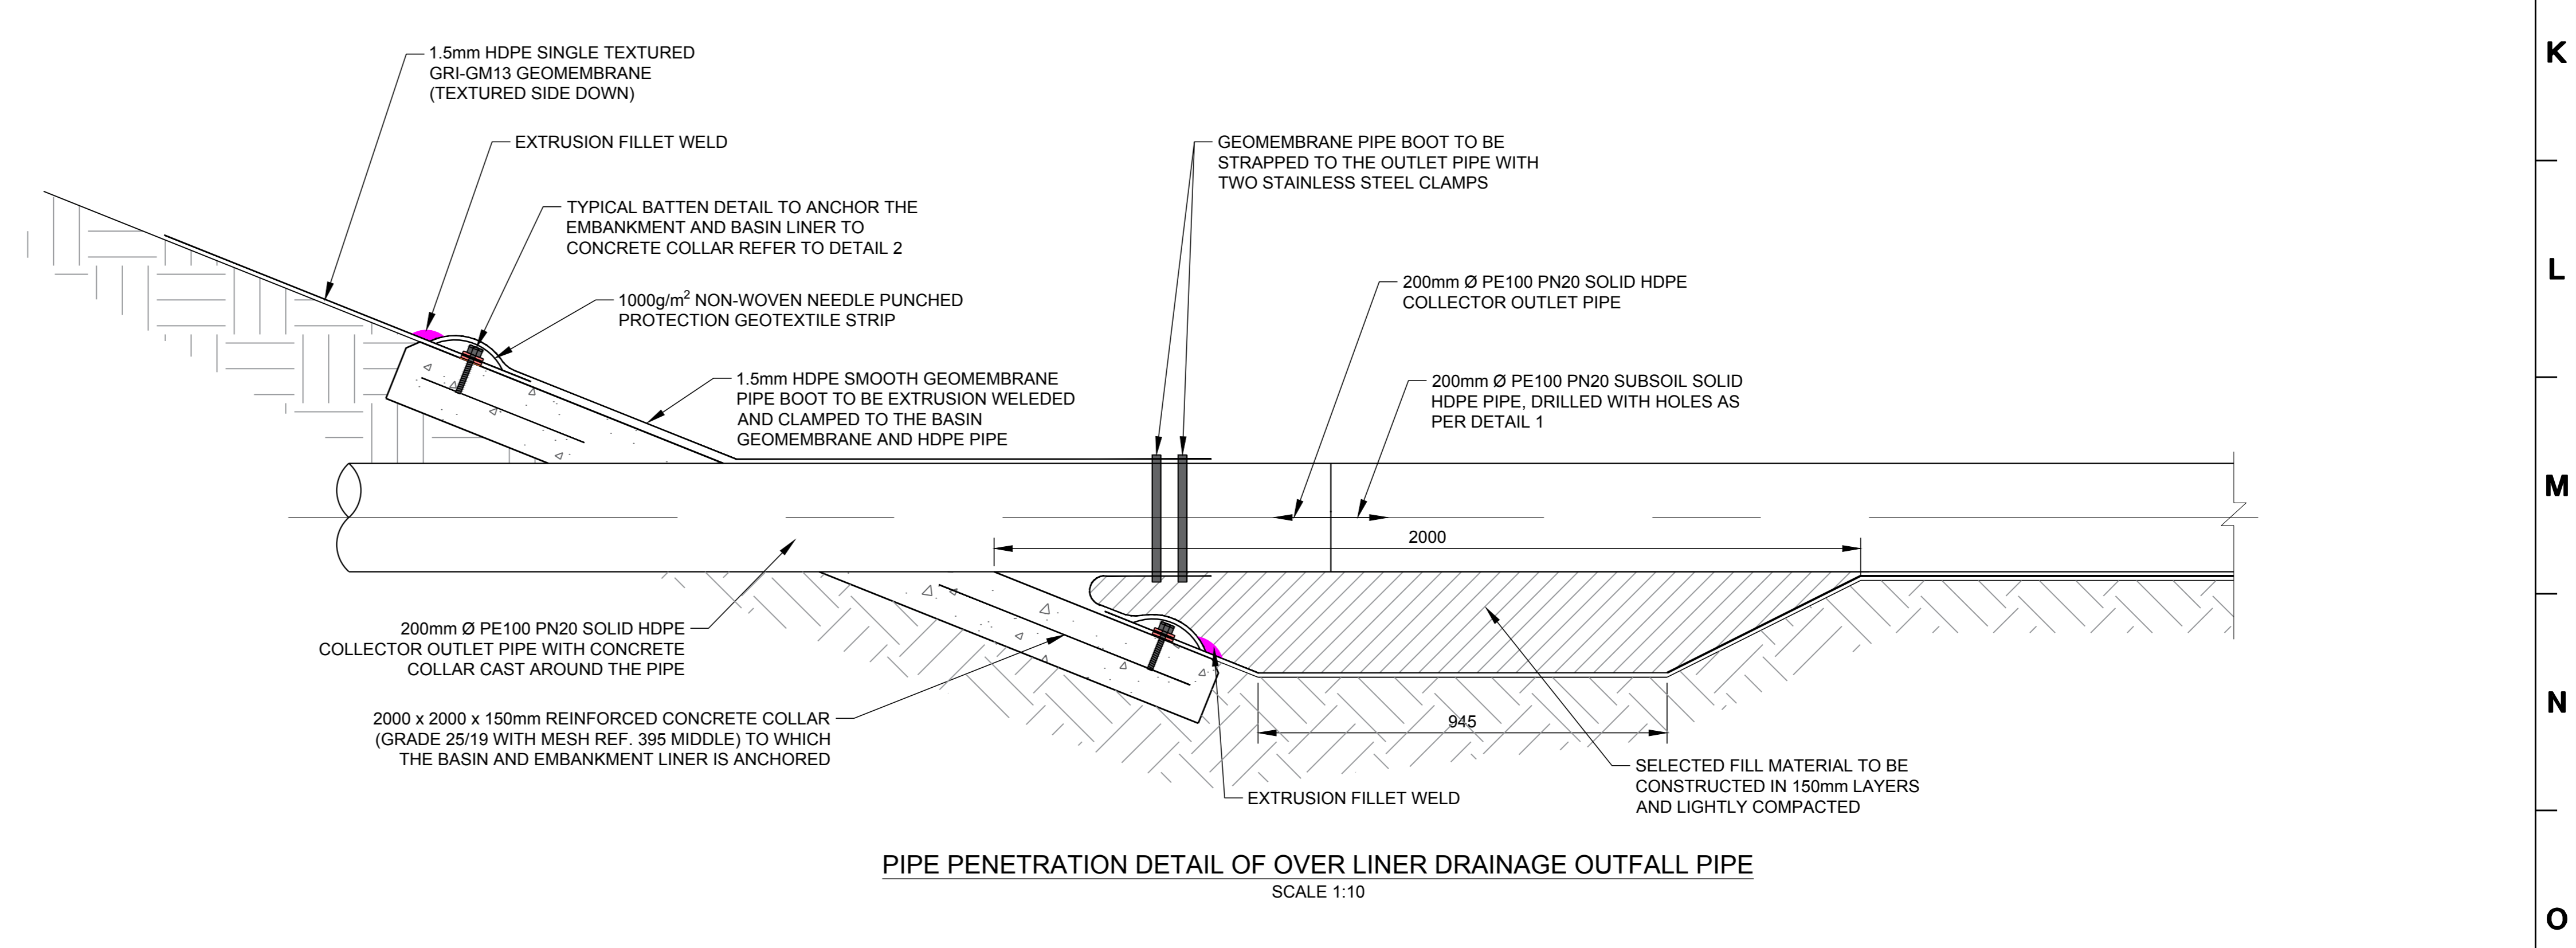 1.5mm HDPE SINGLE TEXTURED
GRI-GM13 GEOMEMBRANE
(TEXTURED SIDE DOWN)
EXTRUSION FILLET WELD
TYPICAL BATTEN DETAIL TO ANCHOR THE
EMBANKMENT AND BASIN LINER TO
CONCRETE COLLAR REFER TO DETAIL 2
1000g/m² NON-WOVEN NEEDLE PUNCHED
PROTECTION GEOTEXTILE STRIP
1.5mm HDPE SMOOTH GEOMEMBRANE
PIPE BOOT TO BE EXTRUSION WELEDED
AND CLAMPED TO THE BASIN
GEOMEMBRANE AND HDPE PIPE
GEOMEMBRANE PIPE BOOT TO BE
STRAPPED TO THE OUTLET PIPE WITH
TWO STAINLESS STEEL CLAMPS
200mm Ø PE100 PN20 SOLID HDPE
COLLECTOR OUTLET PIPE
200mm Ø PE100 PN20 SUBSOIL SOLID
HDPE PIPE, DRILLED WITH HOLES AS
PER DETAIL 1
2000
200mm Ø PE100 PN20 SOLID HDPE
COLLECTOR OUTLET PIPE WITH CONCRETE
COLLAR CAST AROUND THE PIPE
2000 x 2000 x 150mm REINFORCED CONCRETE COLLAR
(GRADE 25/19 WITH MESH REF. 395 MIDDLE) TO WHICH
THE BASIN AND EMBANKMENT LINER IS ANCHORED
945
EXTRUSION FILLET WELD
SELECTED FILL MATERIAL TO BE
CONSTRUCTED IN 150mm LAYERS
AND LIGHTLY COMPACTED
PIPE PENETRATION DETAIL OF OVER LINER DRAINAGE OUTFALL PIPE
SCALE 1:10
K
L
M
N
O